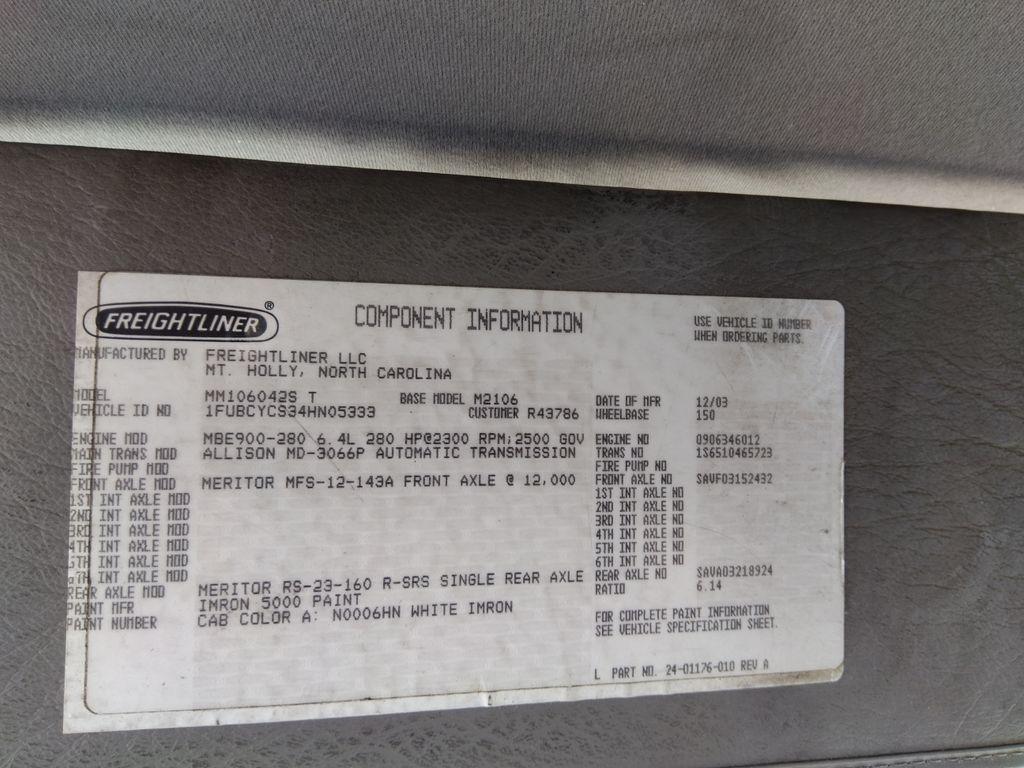 FREIGHTLINER ®
COMPONENT INFORMATION
USE VEHICLE ID NUMBER
WHEN ORDERING PARTS.
MANUFACTURED BY FREIGHTLINER LLC
MT. HOLLY, NORTH CAROLINA
MODEL MM106042S T BASE MODEL M2106 DATE OF MFR 12/03
VEHICLE ID NO 1FUBCYCS34HN05333 CUSTOMER R43786 WHEELBASE 150
ENGINE MOD MBE900-280 6.4L 280 HP@2300 RPM; 2500 GOV ENGINE NO 0906346012
MAIN TRANS MOD ALLISON MD-3066P AUTOMATIC TRANSMISSION TRANS NO 1S6510465723
FIRE PUMP MOD FIRE PUMP NO
FRONT AXLE MOD MERITOR MFS-12-143A FRONT AXLE @ 12,000 FRONT AXLE NO SAVF03152432
1ST INT AXLE MOD 1ST INT AXLE NO
2ND INT AXLE MOD 2ND INT AXLE NO
3RD INT AXLE MOD 3RD INT AXLE NO
4TH INT AXLE MOD 4TH INT AXLE NO
5TH INT AXLE MOD 5TH INT AXLE NO
6TH INT AXLE MOD 6TH INT AXLE NO
REAR AXLE MOD MERITOR RS-23-160 R-SRS SINGLE REAR AXLE REAR AXLE NO SAVA03218924
RATIO 6.14
PAINT MFR IMRON 5000 PAINT
PAINT NUMBER CAB COLOR A: N0006HN WHITE IMRON
FOR COMPLETE PAINT INFORMATION
SEE VEHICLE SPECIFICATION SHEET.
L PART NO. 24-01176-010 REV A